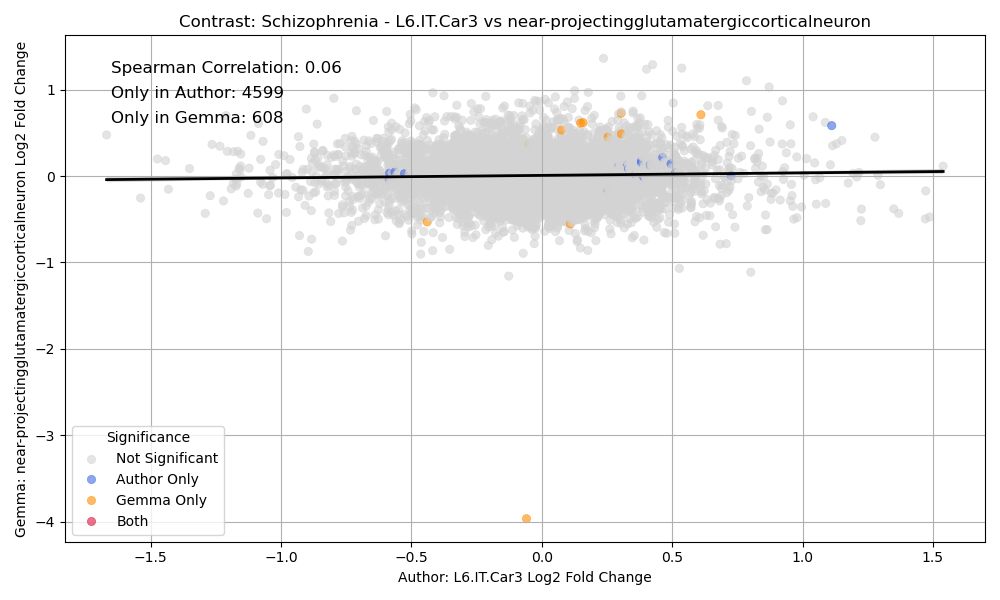 Contrast: Schizophrenia - L6.IT.Car3 vs near-projectingglutamatergiccorticalneuron
Spearman Correlation: 0.06
Only in Author: 4599
Only in Gemma: 608
Gemma: near-projectingglutamatergiccorticalneuron Log2 Fold Change
1
0
−1
−2
−3
−4
Significance
Not Significant
Author Only
Gemma Only
Both
−1.5
−1.0
−0.5
0.0
0.5
1.0
1.5
Author: L6.IT.Car3 Log2 Fold Change